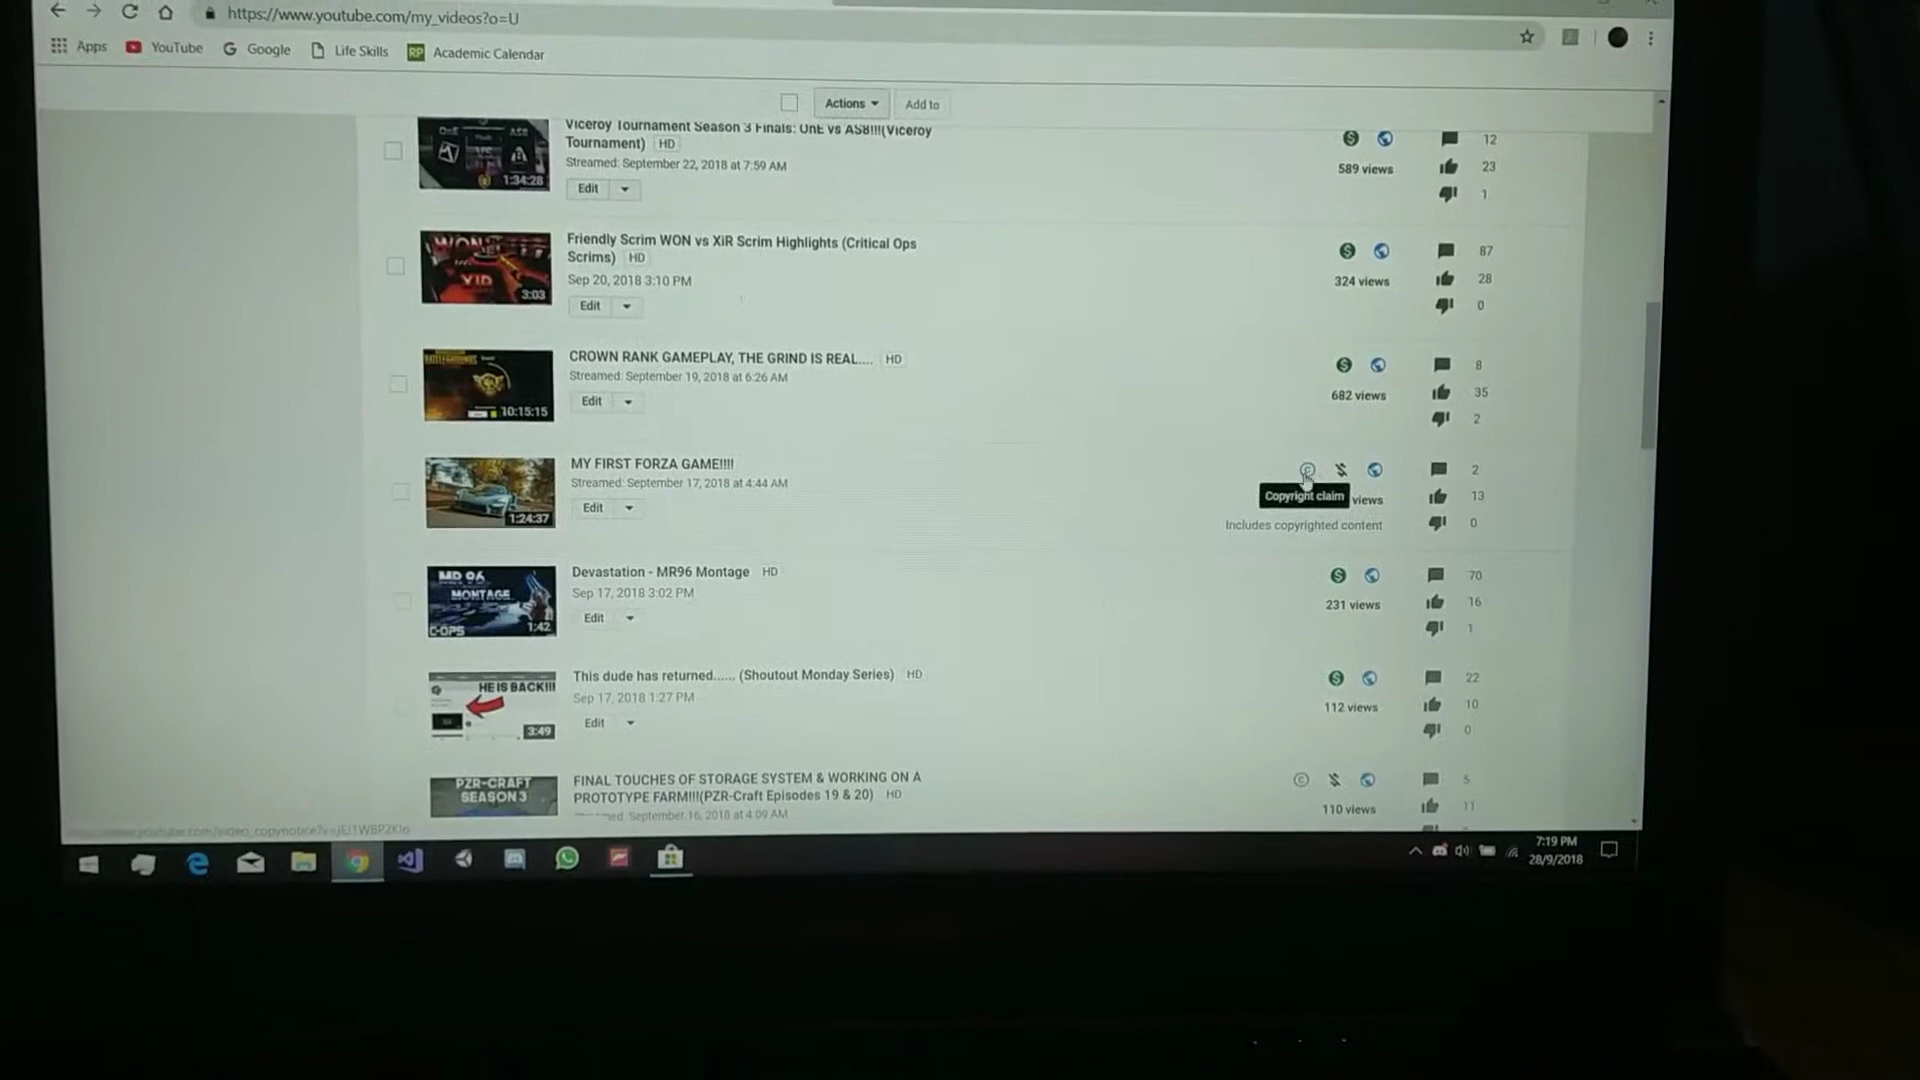 https://www.youtube.com/my_videos?o=U
Apps YouTube Google Life Skills RP Academic Calendar
Actions Add to
Viceroy Tournament Season 3 Finals: OnE vs AS8!!!(Viceroy
Tournament) HD
Streamed: September 22, 2018 at 7:59 AM
Edit
OnE AS8
VS
1:34:28
589 views
12
23
1
Friendly Scrim WON vs XiR Scrim Highlights (Critical Ops
Scrims) HD
Sep 20, 2018 3:10 PM
Edit
WON
3:03
324 views
87
28
0
CROWN RANK GAMEPLAY, THE GRIND IS REAL.... HD
Streamed: September 19, 2018 at 6:26 AM
Edit
10:15:15
682 views
8
35
2
MY FIRST FORZA GAME!!!!
Streamed: September 17, 2018 at 4:44 AM
Edit
1:24:37
Copyright claim views
Includes copyrighted content
2
13
0
Devastation - MR96 Montage HD
Sep 17, 2018 3:02 PM
Edit
MR96
MONTAGE
C-OPS
1:42
231 views
70
16
1
This dude has returned...... (Shoutout Monday Series) HD
Sep 17, 2018 1:27 PM
Edit
HE IS BACK!!!
3:49
112 views
22
10
0
FINAL TOUCHES OF STORAGE SYSTEM & WORKING ON A
PROTOTYPE FARM!!!(PZR-Craft Episodes 19 & 20) HD
September 16, 2018 at 4:09 AM
PZR-CRAFT
SEASON 3
110 views
5
11
7:19 PM
28/9/2018